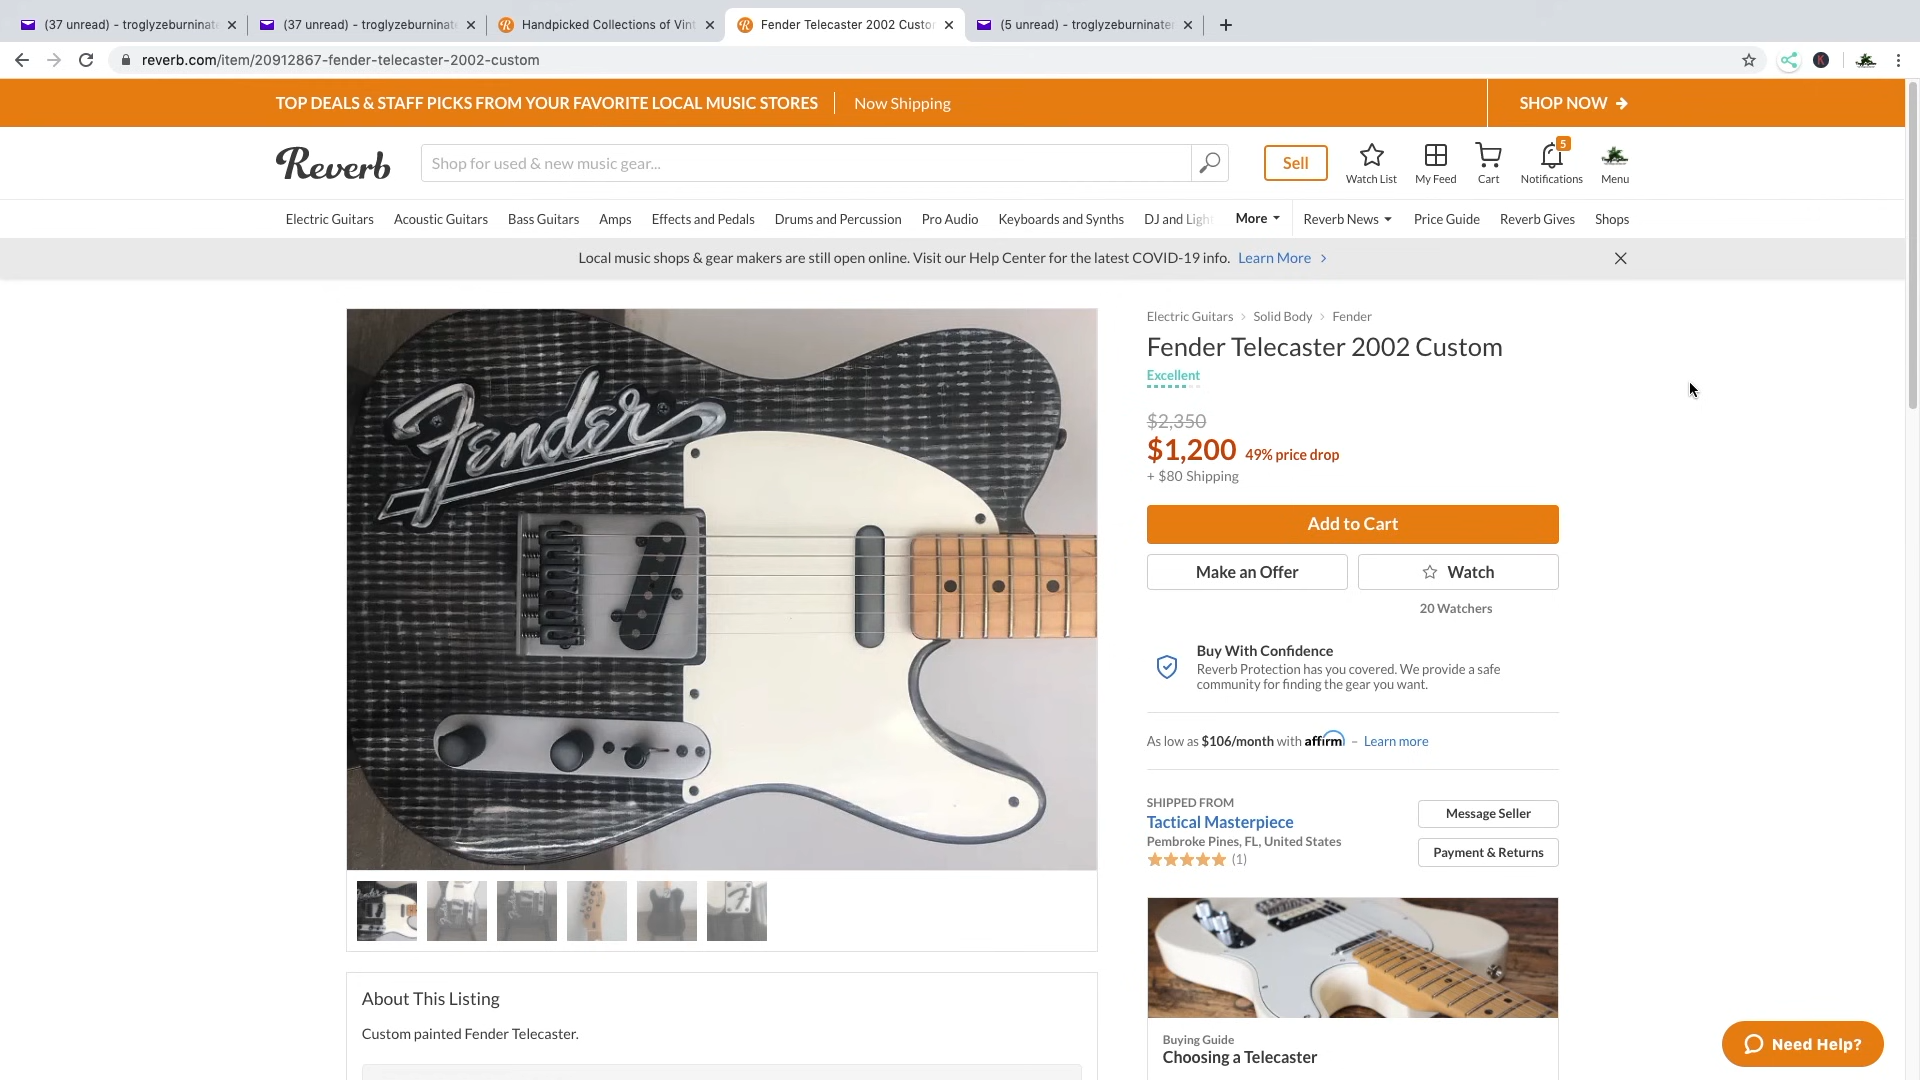 (37 unread) - troglyzeburninate
(37 unread) - troglyzeburninate
Handpicked Collections of Vint
Fender Telecaster 2002 Custor
(5 unread) - troglyzeburninater
reverb.com/item/20912867-fender-telecaster-2002-custom
K
TOP DEALS & STAFF PICKS FROM YOUR FAVORITE LOCAL MUSIC STORES
Now Shipping
SHOP NOW
Reverb
Shop for used & new music gear...
Sell
Watch List
My Feed
Cart
5
Notifications
Menu
Electric Guitars
Acoustic Guitars
Bass Guitars
Amps
Effects and Pedals
Drums and Percussion
Pro Audio
Keyboards and Synths
DJ and Light
More
Reverb News
Price Guide
Reverb Gives
Shops
Local music shops & gear makers are still open online. Visit our Help Center for the latest COVID-19 info. Learn More
Fender
Electric Guitars > Solid Body > Fender
Fender Telecaster 2002 Custom
Excellent
$2,350
$1,200 49% price drop
+ $80 Shipping
Add to Cart
Make an Offer
Watch
20 Watchers
Buy With Confidence
Reverb Protection has you covered. We provide a safe
community for finding the gear you want.
As low as $106/month with affirm – Learn more
SHIPPED FROM
Tactical Masterpiece
Pembroke Pines, FL, United States
(1)
Message Seller
Payment & Returns
About This Listing
Custom painted Fender Telecaster.
Buying Guide
Choosing a Telecaster
Need Help?